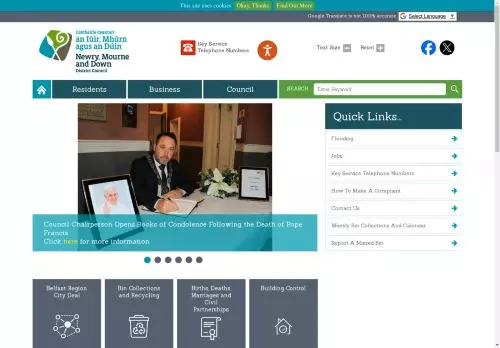 This site uses cookies Okay, Thanks Find Out More
Google Translate is not 100% accurate Select Language
Comhairle Ceantair
an Iúir, Mhúrn
agus an Dúin
Newry, Mourne
and Down
District Council
Key Service
Telephone Numbers
Text Size
Reset
Residents
Business
Council
SEARCH
Enter Keyword
Council Chairperson Opens Books of Condolence Following the Death of Pope
Francis
Click here for more information
Quick Links...
Flooding
Jobs
Key Service Telephone Numbers
How To Make A Complaint
Contact Us
Weekly Bin Collections And Calendar
Report A Missed Bin
Belfast Region
City Deal
Bin Collections
and Recycling
Births, Deaths,
Marriages and
Civil
Partnerships
Building Control